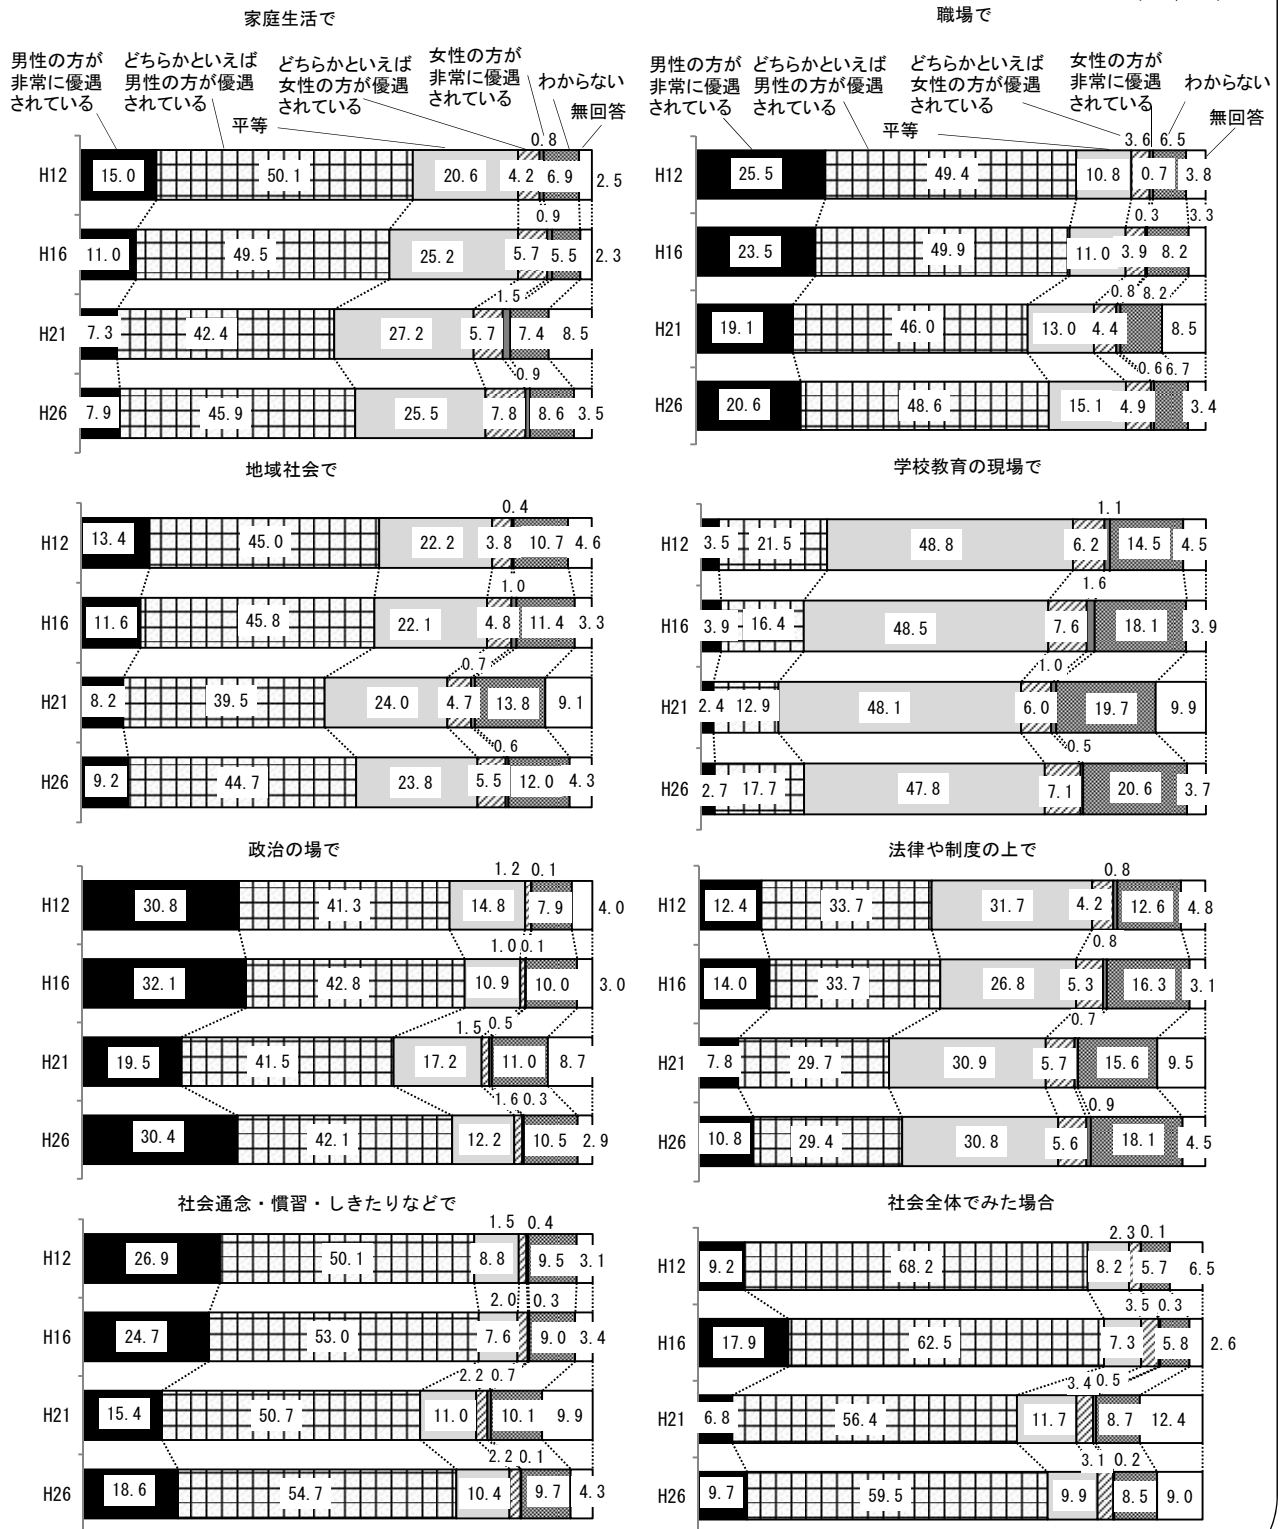 家庭生活で
男性の方が
非常に優遇
されている
どちらかといえば
男性の方が優遇
されている
平等
どちらかといえば
女性の方が優遇
されている
女性の方が
非常に優遇
されている
わからない
無回答
0.8
H12 15.0 50.1 20.6 4.2 6.9 2.5
0.9
H16 11.0 49.5 25.2 5.7 5.5 2.3
1.5
H21 7.3 42.4 27.2 5.7 7.4 8.5
0.9
H26 7.9 45.9 25.5 7.8 8.6 3.5
職場で
男性の方が
非常に優遇
されている
どちらかといえば
男性の方が優遇
されている
平等
どちらかといえば
女性の方が優遇
されている
女性の方が
非常に優遇
されている
わからない
無回答
3.6 6.5
H12 25.5 49.4 10.8 0.7 3.8
0.3 3.3
H16 23.5 49.9 11.0 3.9 8.2
0.8 8.2
H21 19.1 46.0 13.0 4.4 8.5
0.6 6.7
H26 20.6 48.6 15.1 4.9 3.4
地域社会で
0.4
H12 13.4 45.0 22.2 3.8 10.7 4.6
1.0
H16 11.6 45.8 22.1 4.8 11.4 3.3
0.7
H21 8.2 39.5 24.0 4.7 13.8 9.1
0.6
H26 9.2 44.7 23.8 5.5 12.0 4.3
学校教育の現場で
1.1
H12 3.5 21.5 48.8 6.2 14.5 4.5
1.6
H16 3.9 16.4 48.5 7.6 18.1 3.9
1.0
H21 2.4 12.9 48.1 6.0 19.7 9.9
0.5
H26 2.7 17.7 47.8 7.1 20.6 3.7
政治の場で
1.2 0.1
H12 30.8 41.3 14.8 7.9 4.0
1.0 0.1
H16 32.1 42.8 10.9 10.0 3.0
1.5 0.5
H21 19.5 41.5 17.2 11.0 8.7
1.6 0.3
H26 30.4 42.1 12.2 10.5 2.9
法律や制度の上で
0.8
H12 12.4 33.7 31.7 4.2 12.6 4.8
0.8
H16 14.0 33.7 26.8 5.3 16.3 3.1
0.7
H21 7.8 29.7 30.9 5.7 15.6 9.5
0.9
H26 10.8 29.4 30.8 5.6 18.1 4.5
社会通念・慣習・しきたりなどで
1.5 0.4
H12 26.9 50.1 8.8 9.5 3.1
2.0 0.3
H16 24.7 53.0 7.6 9.0 3.4
2.2 0.7
H21 15.4 50.7 11.0 10.1 9.9
2.2 0.1
H26 18.6 54.7 10.4 9.7 4.3
社会全体でみた場合
2.3 0.1
H12 9.2 68.2 8.2 5.7 6.5
3.5 0.3
H16 17.9 62.5 7.3 5.8 2.6
3.4 0.5
H21 6.8 56.4 11.7 8.7 12.4
3.1 0.2
H26 9.7 59.5 9.9 8.5 9.0